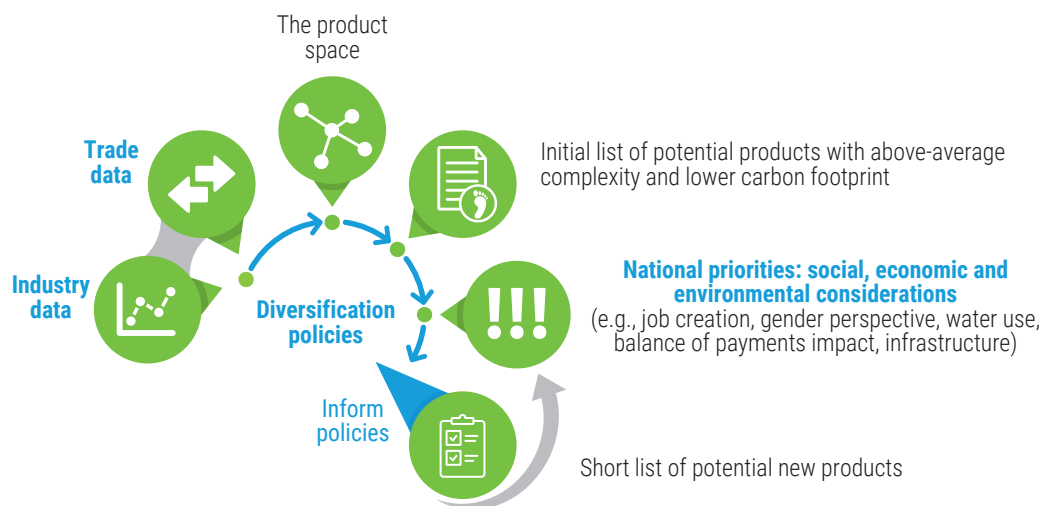 The product
space
Trade
data
Initial list of potential products with above-average
complexity and lower carbon footprint
Industry
data
Diversification
policies
National priorities: social, economic and
environmental considerations
(e.g., job creation, gender perspective, water use,
balance of payments impact, infrastructure)
!!!
Inform
policies
Short list of potential new products